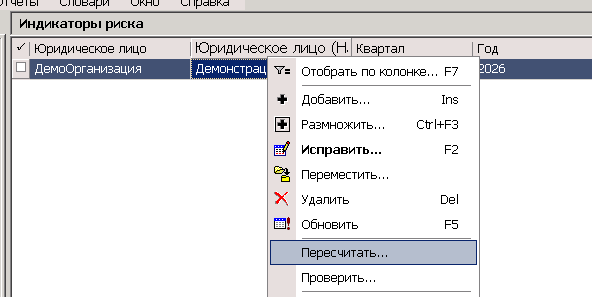 Отчеты Словари Окно Справка
Индикаторы риска
Юридическое лицо Юридическое лицо (Н. Квартал Год
ДемоОрганизация Демонстрац 2026
Отобрать по колонке... F7
Добавить... Ins
Размножить... Ctrl+F3
Исправить... F2
Переместить...
Удалить Del
Обновить F5
Пересчитать...
Проверить...